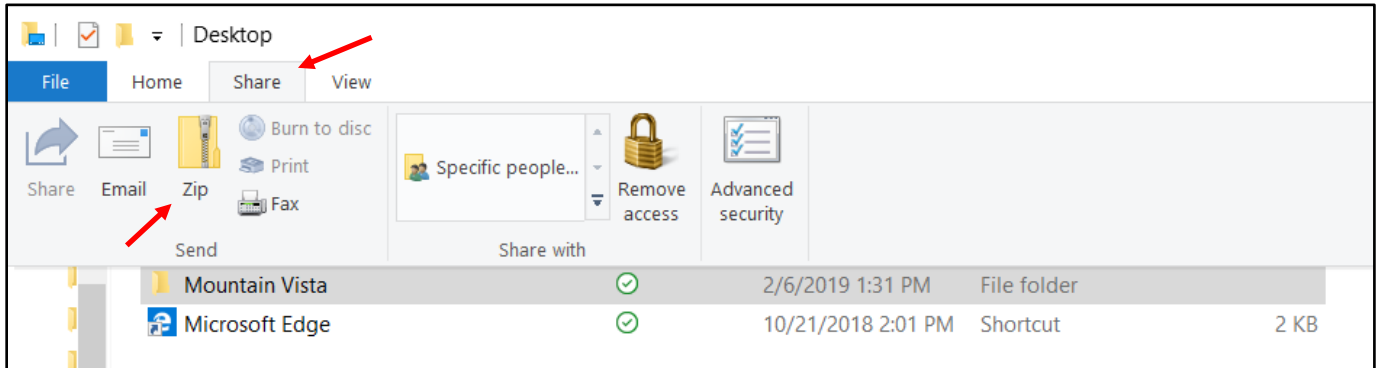 Desktop
File Home Share View
Share
Email
Zip
Burn to disc
Print
Fax
Send
Specific people...
Remove
access
Share with
Advanced
security
Mountain Vista 2/6/2019 1:31 PM File folder
Microsoft Edge 10/21/2018 2:01 PM Shortcut 2 KB